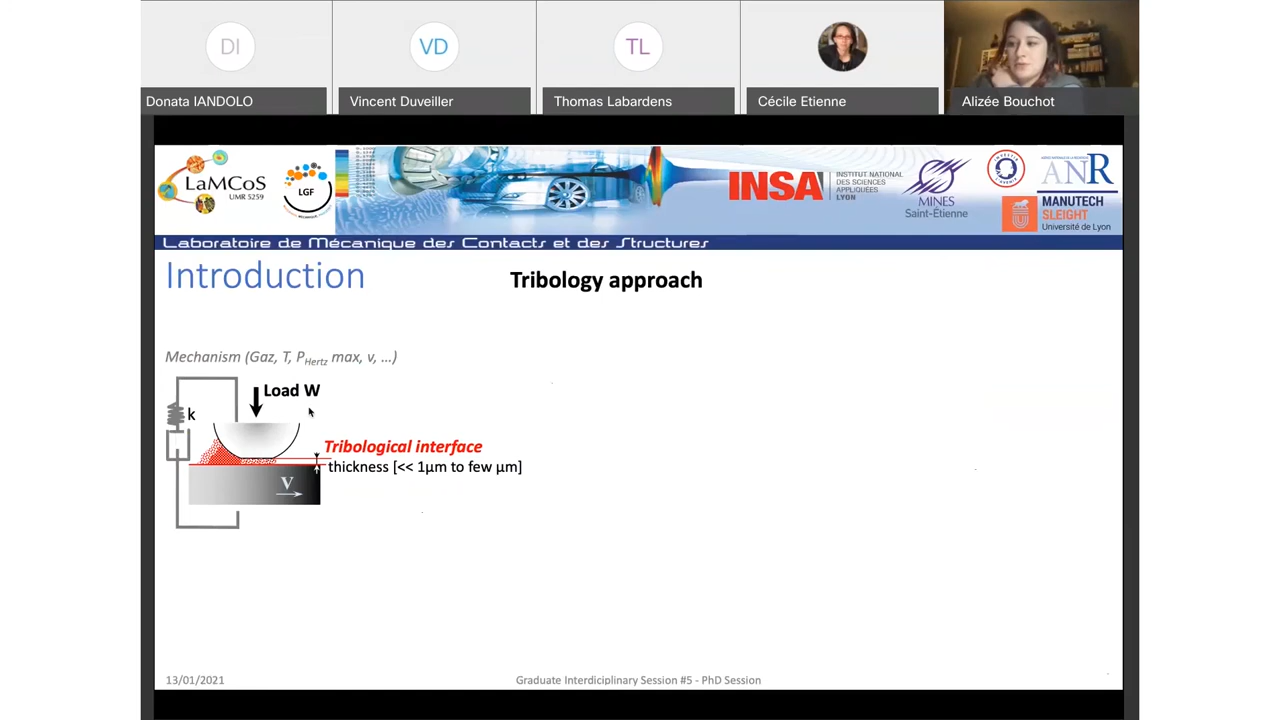 DI
VD
TL
Donata IANDOLO
Vincent Duveiller
Thomas Labardens
Cécile Etienne
Alizée Bouchot
LaMCoS
UMR 5259
LGF
INSA
INSTITUT NATIONAL
DES SCIENCES
APPLIQUÉES
LYON
MINES
Saint-Étienne
ANR
MANUTECH
SLEIGHT
Université de Lyon
Laboratoire de Mécanique des Contacts et des Structures
Introduction
Tribology approach
Mechanism (Gaz, T, PHertz max, v, ...)
Load W
k
Tribological interface
thickness [<< 1µm to few µm]
V
13/01/2021
Graduate Interdisciplinary Session #5 - PhD Session